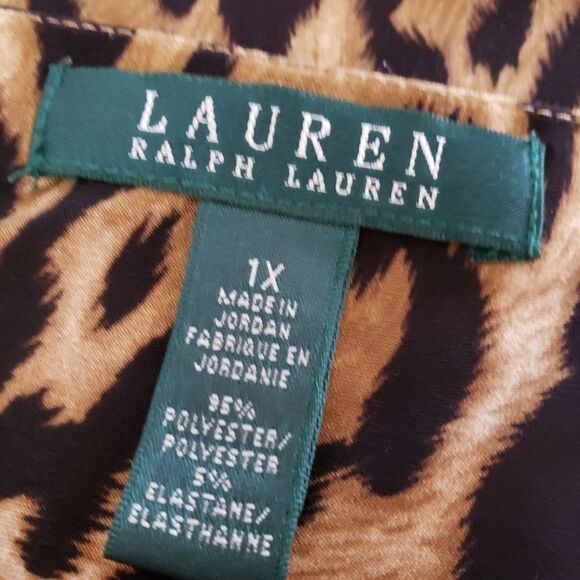 LAUREN
RALPH LAUREN
1X
MADE IN
JORDAN
FABRIQUE EN
JORDANIE
95%
POLYESTER/
POLYESTER
5%
ELASTANE/
ELASTHANNE